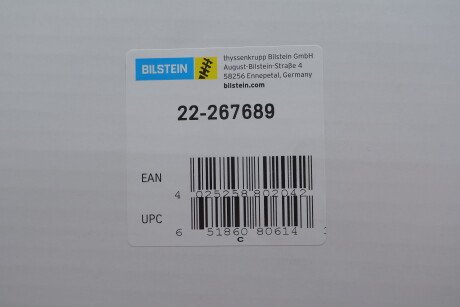 BILSTEIN
thyssenkrupp Bilstein GmbH
August-Bilstein-Straße 4
58256 Ennepetal, Germany
bilstein.com
22-267689
EAN
4 025258 802042
UPC
6 51860 80614 1
C